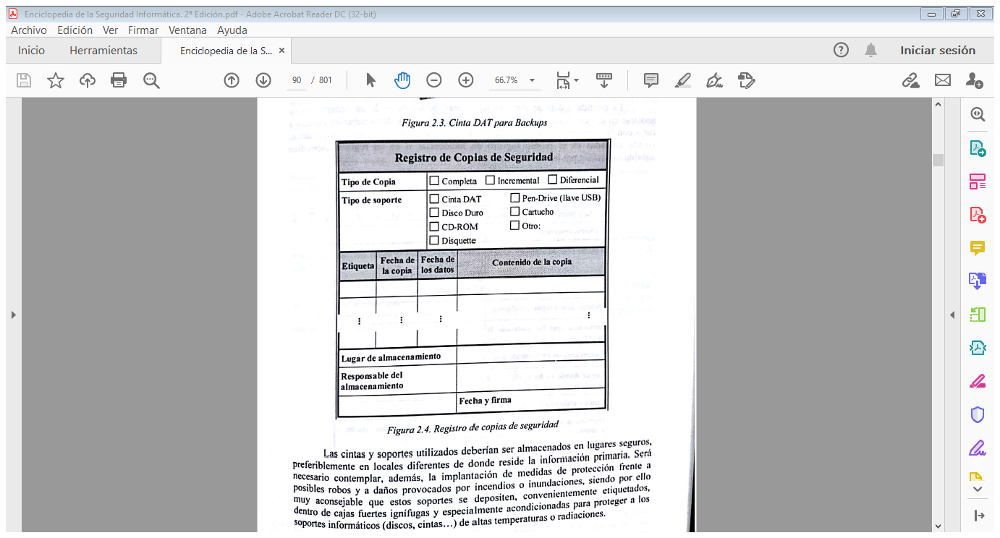 Enciclopedia de la Seguridad Informática. 2ª Edición.pdf - Adobe Acrobat Reader DC (32-bit)
Archivo Edición Ver Firmar Ventana Ayuda
Inicio Herramientas Enciclopedia de la S... × Iniciar sesión
90 / 801 66.7%
Figura 2.3. Cinta DAT para Backups
Registro de Copias de Seguridad
Tipo de Copia Completa Incremental Diferencial
Tipo de soporte Cinta DAT Pen-Drive (llave USB)
Disco Duro Cartucho
CD-ROM Otro:
Disquette
Etiqueta Fecha de la copia Fecha de los datos Contenido de la copia
Lugar de almacenamiento
Responsable del
almacenamiento
Fecha y firma
Figura 2.4. Registro de copias de seguridad
Las cintas y soportes utilizados deberían ser almacenados en lugares seguros,
preferiblemente en locales diferentes de donde reside la información primaria. Será
necesario contemplar, además, la implantación de medidas de protección frente a
posibles robos y a daños provocados por incendios o inundaciones, siendo por ello
muy aconsejable que estos soportes se depositen, convenientemente etiquetados,
dentro de cajas fuertes ignífugas y especialmente acondicionadas para proteger a los
soportes informáticos (discos, cintas…) de altas temperaturas o radiaciones.